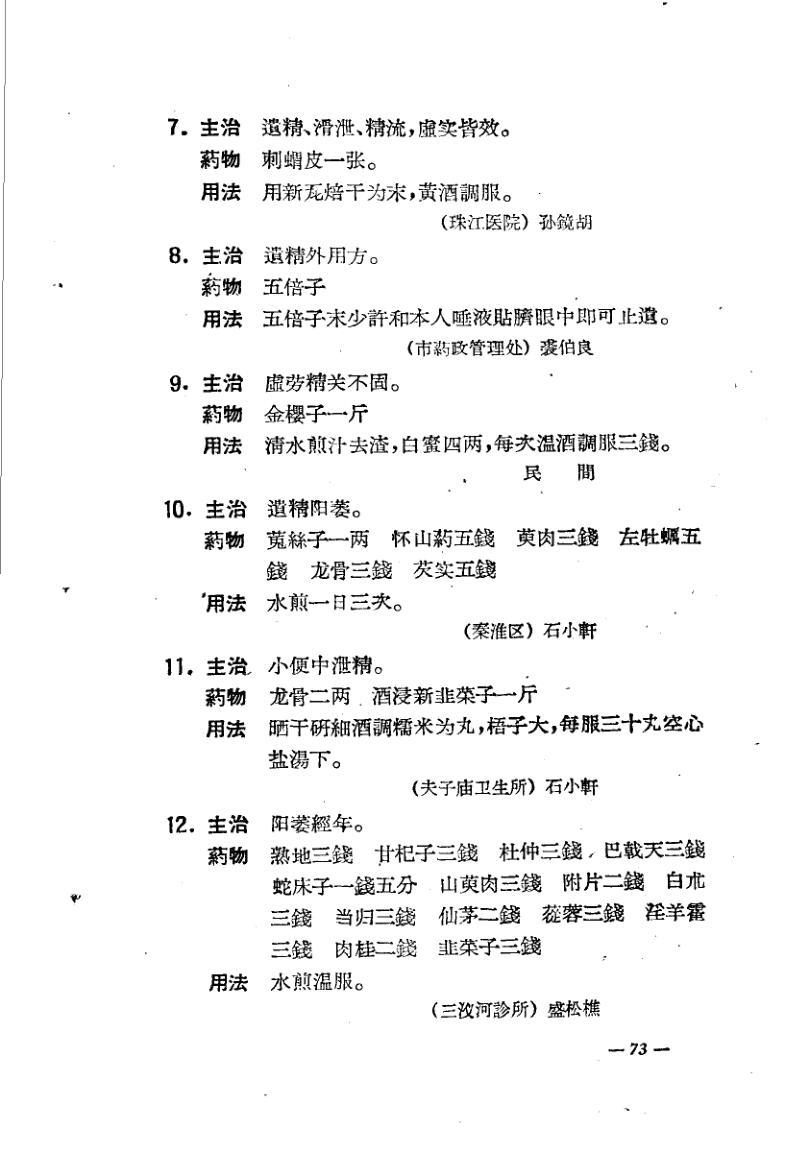 7. 主治 遺精、滑泄、精流,虛实皆效。
葯物 刺蝟皮一张。
用法 用新瓦焙干为末,黃酒調服。
(珠江医院) 孙鏡胡
8. 主治 遺精外用方。
葯物 五倍子
用法 五倍子末少許和本人唾液貼臍眼中即可止遺。
(市葯政管理处) 裘伯良
9. 主治 虛劳精关不固。
葯物 金櫻子一斤
用法 清水煎汁去渣,白蜜四两,每次溫酒調服三錢。
民 間
10. 主治 遺精阳萎。
葯物 菟絲子一两 怀山葯五錢 萸肉三錢 左牡蠣五
錢 龙骨三錢 芡实五錢
用法 水煎一日三次。
(秦淮区) 石小軒
11. 主治 小便中泄精。
葯物 龙骨二两 酒浸新韭菜子一斤
用法 晒干研細酒調糯米为丸,梧子大,每服三十丸空心
盐湯下。
(夫子庙卫生所) 石小軒
12. 主治 阳萎經年。
葯物 熟地三錢 甘杞子三錢 杜仲三錢 巴戟天三錢
蛇床子一錢五分 山萸肉三錢 附片二錢 白朮
三錢 当归三錢 仙茅二錢 蓯蓉三錢 淫羊藿
三錢 肉桂二錢 韭菜子三錢
用法 水煎溫服。
(三汊河診所) 盛松樵
— 73 —